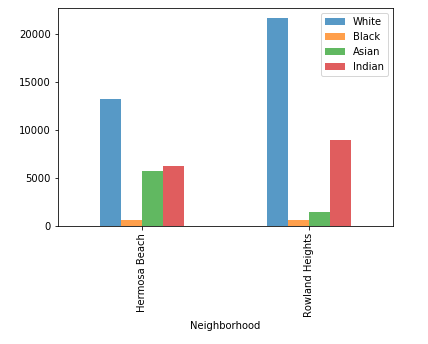 20000
15000
10000
5000
0
White
Black
Asian
Indian
Hermosa Beach
Rowland Heights
Neighborhood